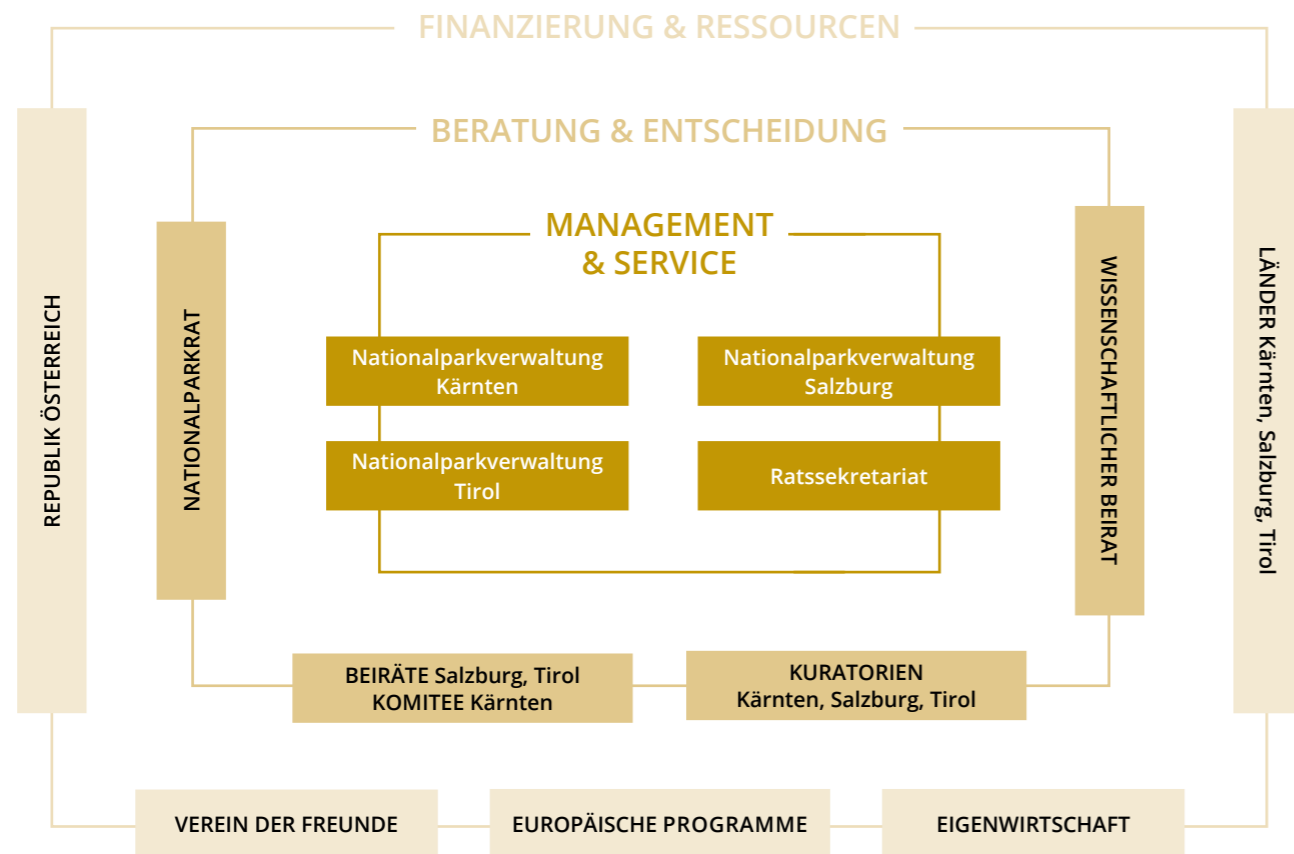 FINANZIERUNG & RESSOURCEN
BERATUNG & ENTSCHEIDUNG
MANAGEMENT
& SERVICE
REPUBLIK ÖSTERREICH
NATIONALPARKRAT
Nationalparkverwaltung
Kärnten
Nationalparkverwaltung
Salzburg
Nationalparkverwaltung
Tirol
Ratssekretariat
WISSENSCHAFTLICHER BEIRAT
LÄNDER Kärnten, Salzburg, Tirol
BEIRÄTE Salzburg, Tirol
KOMITEE Kärnten
KURATORIEN
Kärnten, Salzburg, Tirol
VEREIN DER FREUNDE
EUROPÄISCHE PROGRAMME
EIGENWIRTSCHAFT